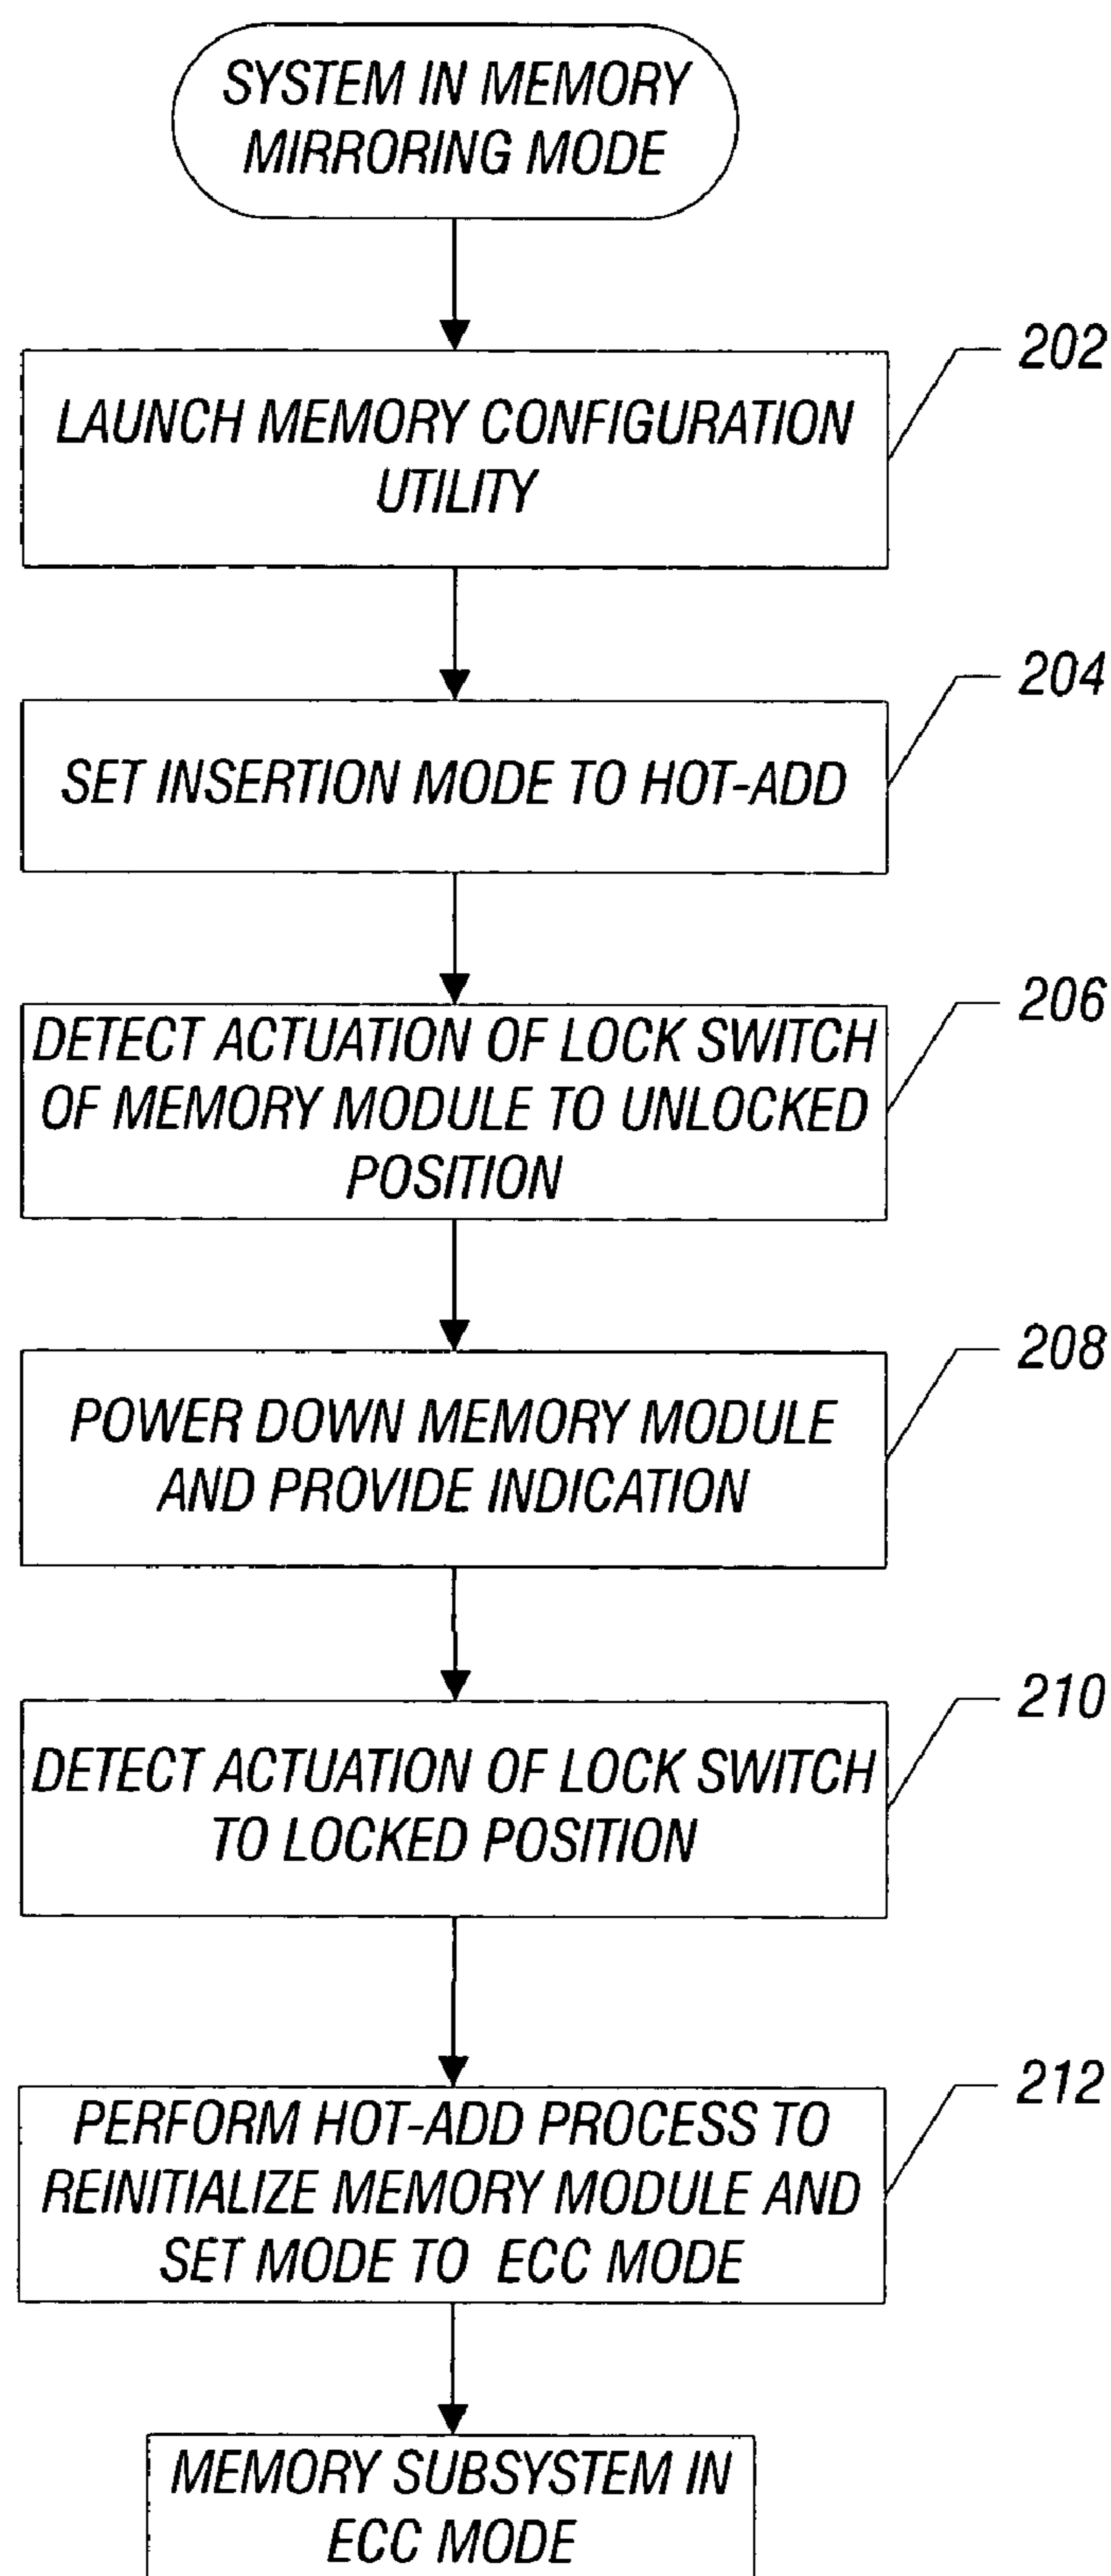 SYSTEM IN MEMORY
MIRRORING MODE
202
LAUNCH MEMORY CONFIGURATION
UTILITY
204
SET INSERTION MODE TO HOT-ADD
206
DETECT ACTUATION OF LOCK SWITCH
OF MEMORY MODULE TO UNLOCKED
POSITION
208
POWER DOWN MEMORY MODULE
AND PROVIDE INDICATION
210
DETECT ACTUATION OF LOCK SWITCH
TO LOCKED POSITION
212
PERFORM HOT-ADD PROCESS TO
REINITIALIZE MEMORY MODULE AND
SET MODE TO ECC MODE
MEMORY SUBSYSTEM IN
ECC MODE